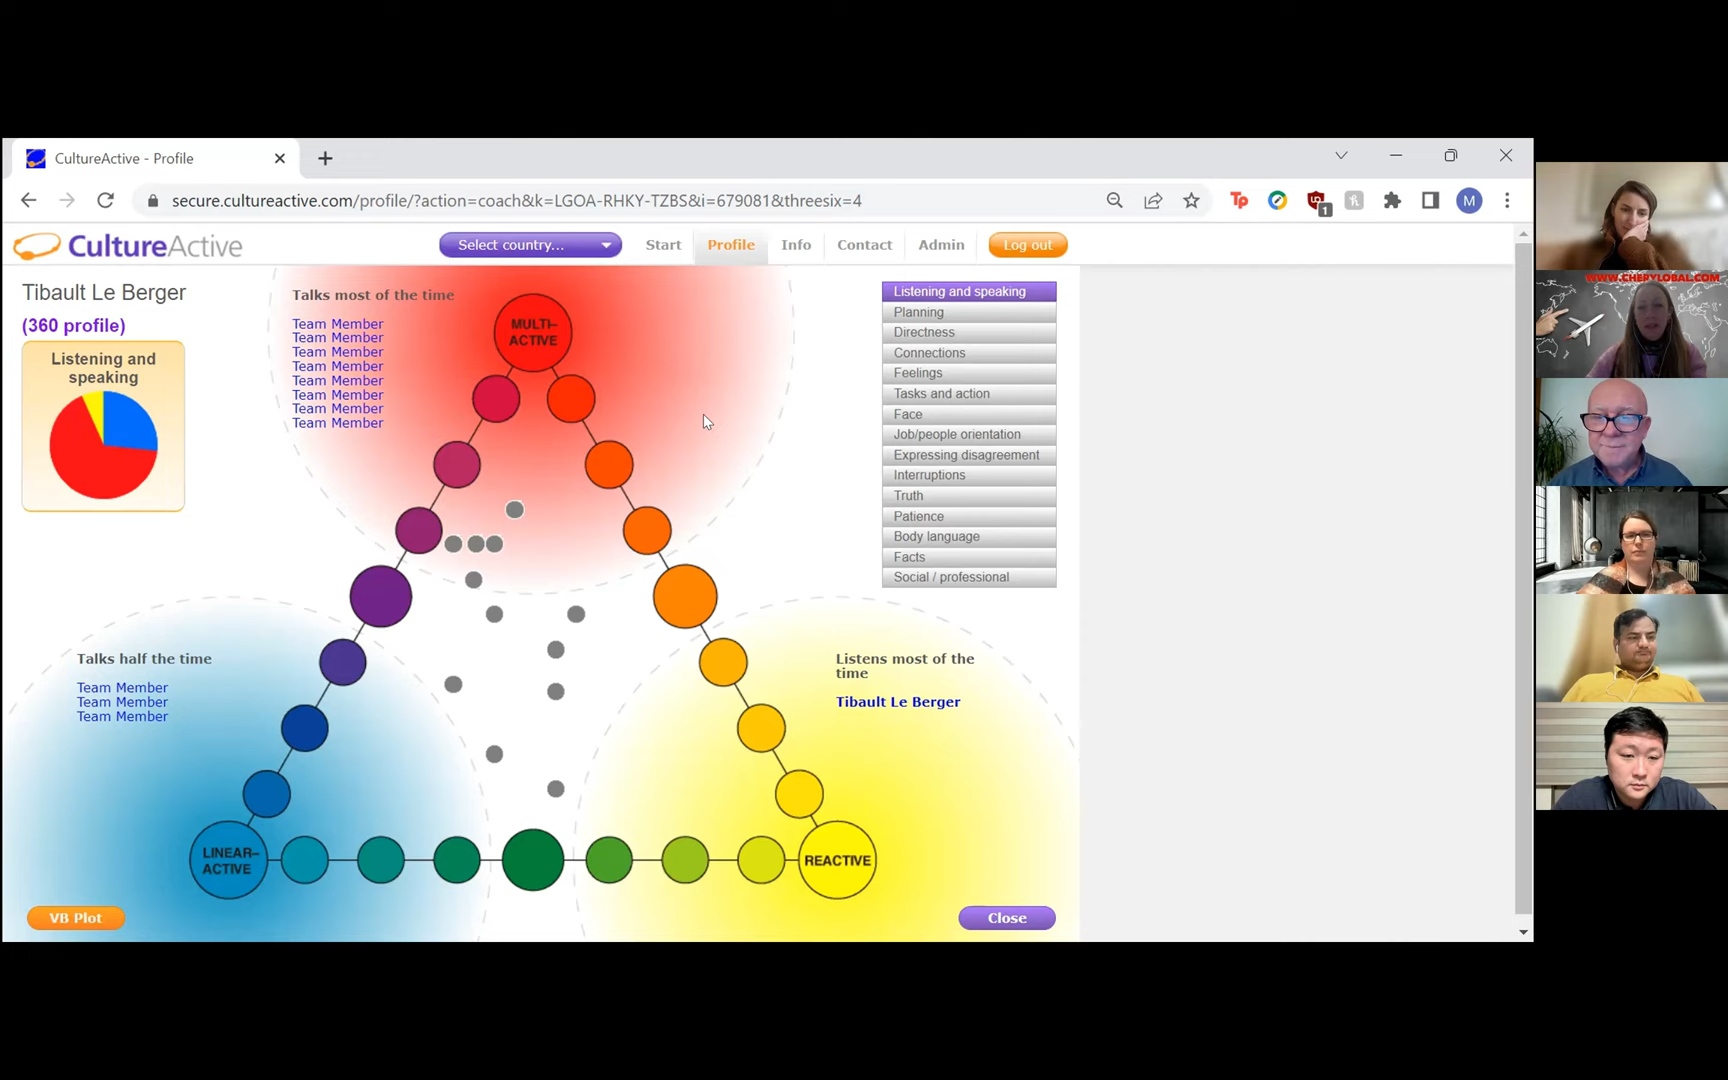 CultureActive - Profile
secure.cultureactive.com/profile/?action=coach&k=LGOA-RHKY-TZBS&i=679081&threesix=4
Tp
1
M
CultureActive
Select country...
Start
Profile
Info
Contact
Admin
Log out
Tibault Le Berger
(360 profile)
Listening and
speaking
Talks most of the time
Team Member
Team Member
Team Member
Team Member
Team Member
Team Member
Team Member
Team Member
MULTI-
ACTIVE
Listening and speaking
Planning
Directness
Connections
Feelings
Tasks and action
Face
Job/people orientation
Expressing disagreement
Interruptions
Truth
Patience
Body language
Facts
Social / professional
Talks half the time
Team Member
Team Member
Team Member
Listens most of the
time
Tibault Le Berger
LINEAR-
ACTIVE
REACTIVE
VB Plot
Close